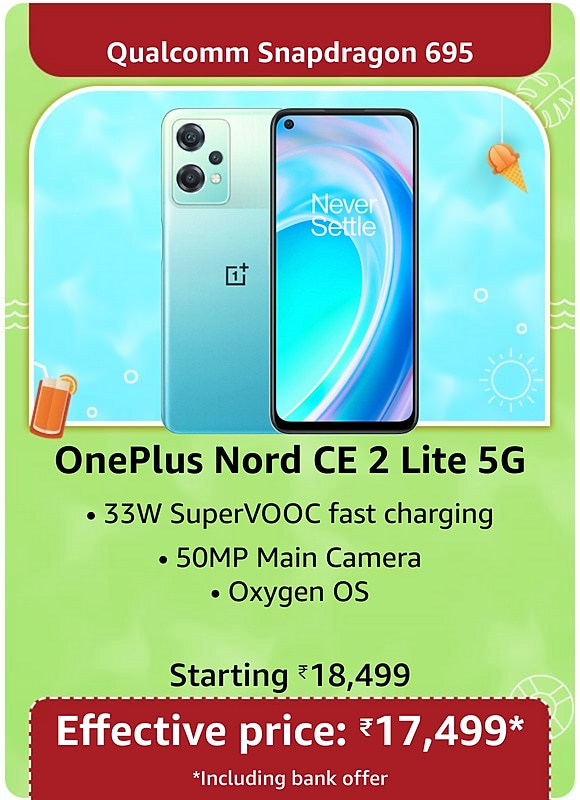 Qualcomm Snapdragon 695
Never
Settle
1+
OnePlus Nord CE 2 Lite 5G
• 33W SuperVOOC fast charging
• 50MP Main Camera
• Oxygen OS
Starting ₹18,499
Effective price: ₹17,499*
*Including bank offer